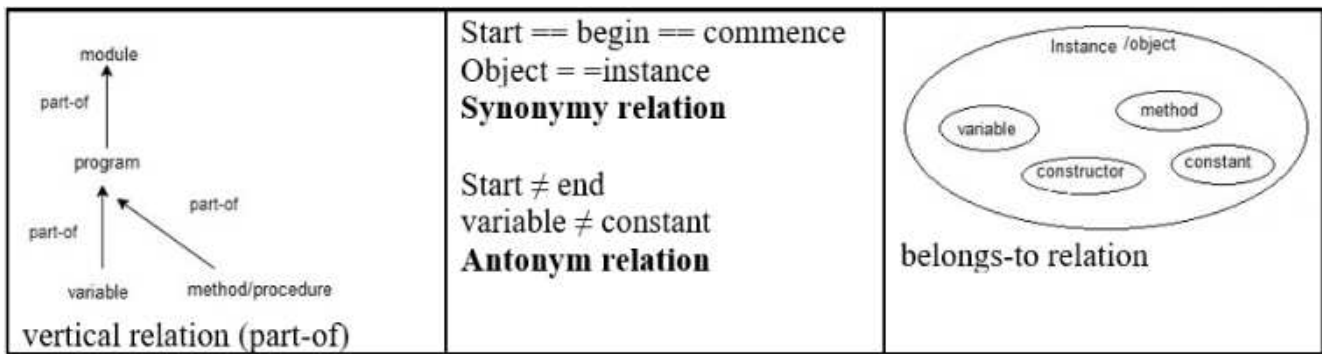 module
part-of
program
part-of
part-of
variable
method/procedure
vertical relation (part-of)
Start == begin == commence
Object = =instance
Synonymy relation
Start ≠ end
variable ≠ constant
Antonym relation
Instance /object
method
variable
constant
constructor
belongs-to relation